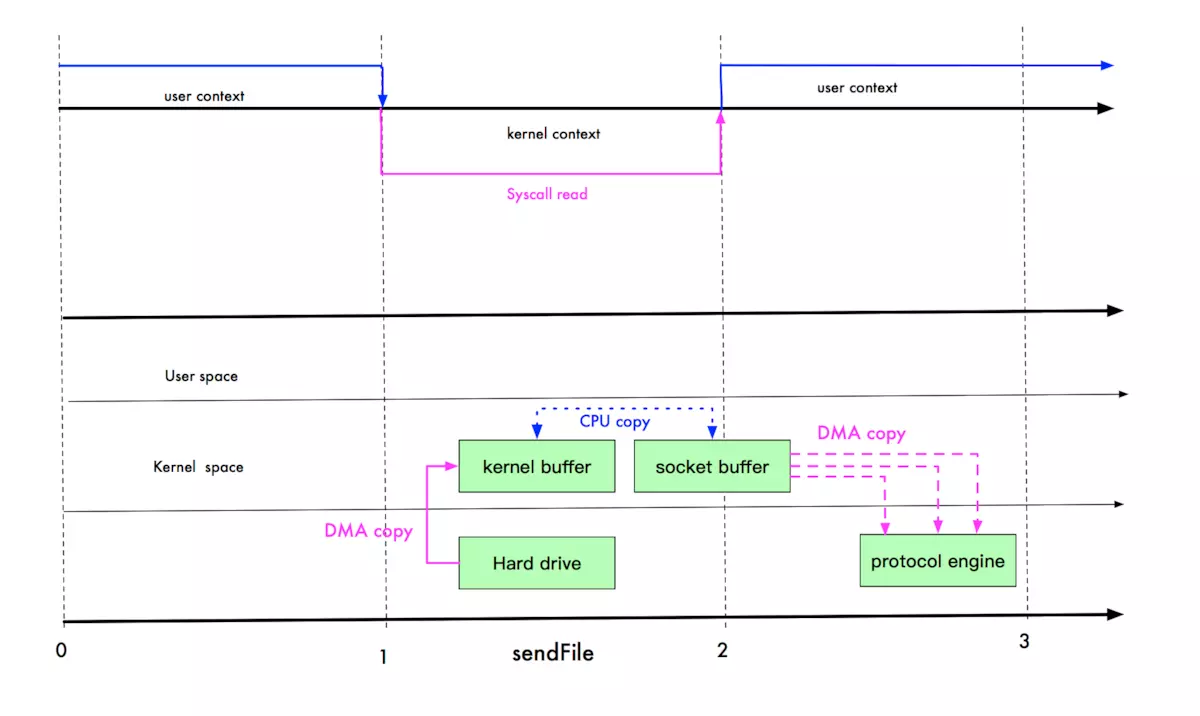 user context
user context
kernel context
Syscall read
User space
CPU copy
DMA copy
Kernel space
kernel buffer
socket buffer
DMA copy
Hard drive
protocol engine
0
1
sendFile
2
3